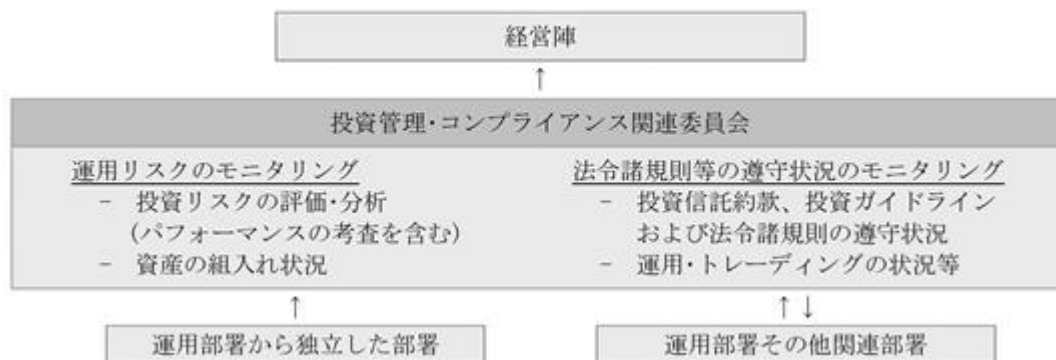 経営陣
↑
投資管理･コンプライアンス関連委員会
運用リスクのモニタリング
－ 投資リスクの評価･分析
(パフォーマンスの考査を含む)
－ 資産の組入れ状況
法令諸規則等の遵守状況のモニタリング
－ 投資信託約款、投資ガイドライン
および法令諸規則の遵守状況
－ 運用･トレーディングの状況等
↑
↑↓
運用部署から独立した部署
運用部署その他関連部署